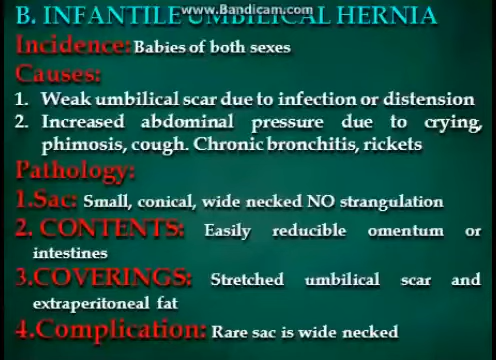 www.Bandicam.com
B. INFANTILE UMBILICAL HERNIA
Incidence: Babies of both sexes
Causes:
1. Weak umbilical scar due to infection or distension
2. Increased abdominal pressure due to crying,
phimosis, cough. Chronic bronchitis, rickets
Pathology:
1.Sac: Small, conical, wide necked NO strangulation
2. CONTENTS: Easily reducible omentum or
intestines
3.COVERINGS: Stretched umbilical scar and
extraperitoneal fat
4.Complication: Rare sac is wide necked